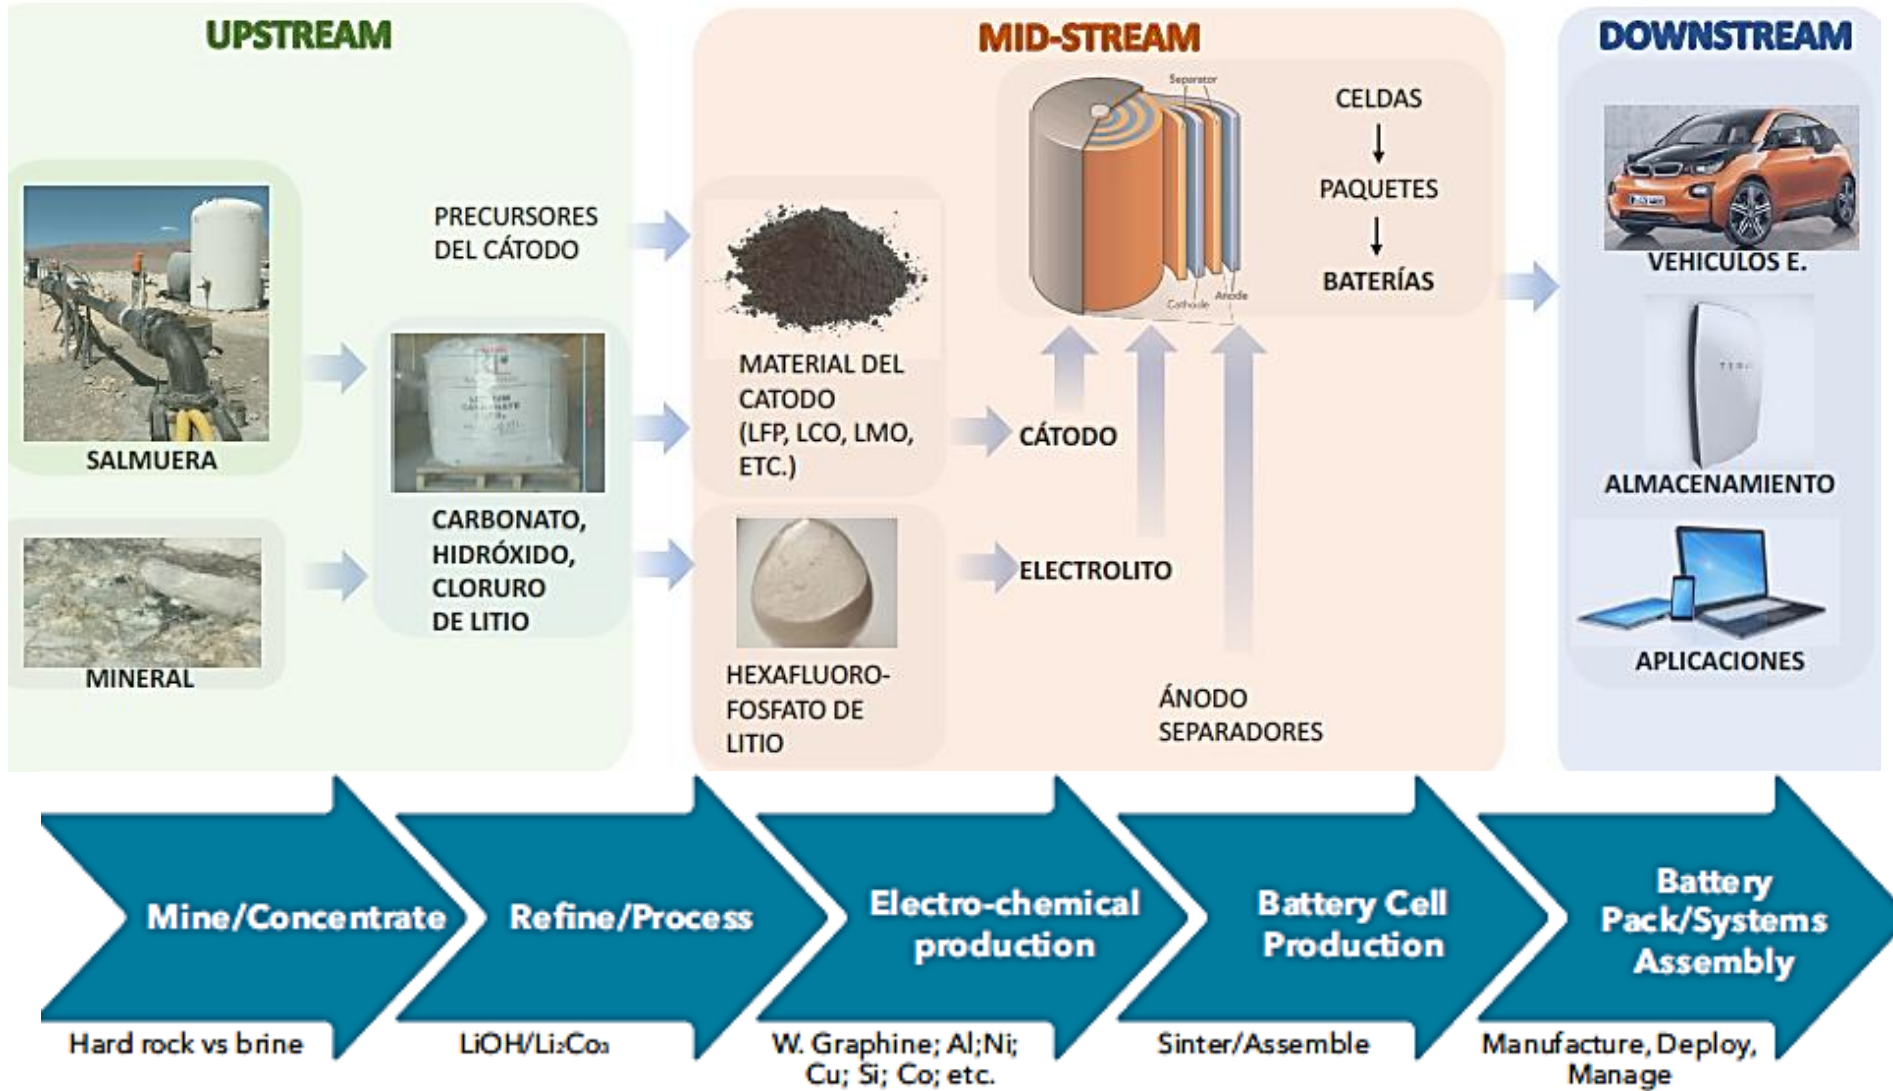 UPSTREAM
MID-STREAM
DOWNSTREAM
SALMUERA
MINERAL
PRECURSORES
DEL CÁTODO
LITHIUM
CARBONATE
CARBONATO,
HIDRÓXIDO,
CLORURO
DE LITIO
MATERIAL DEL
CATODO
(LFP, LCO, LMO,
ETC.)
HEXAFLUORO-
FOSFATO DE
LITIO
Separator
Cathode
Anode
CELDAS
PAQUETES
BATERÍAS
CÁTODO
ELECTROLITO
ÁNODO
SEPARADORES
VEHICULOS E.
ALMACENAMIENTO
APLICACIONES
Mine/Concentrate
Refine/Process
Electro-chemical
production
Battery Cell
Production
Battery
Pack/Systems
Assembly
Hard rock vs brine
LiOH/Li₂Co₃
W. Graphine; Al;Ni;
Cu; Si; Co; etc.
Sinter/Assemble
Manufacture, Deploy,
Manage